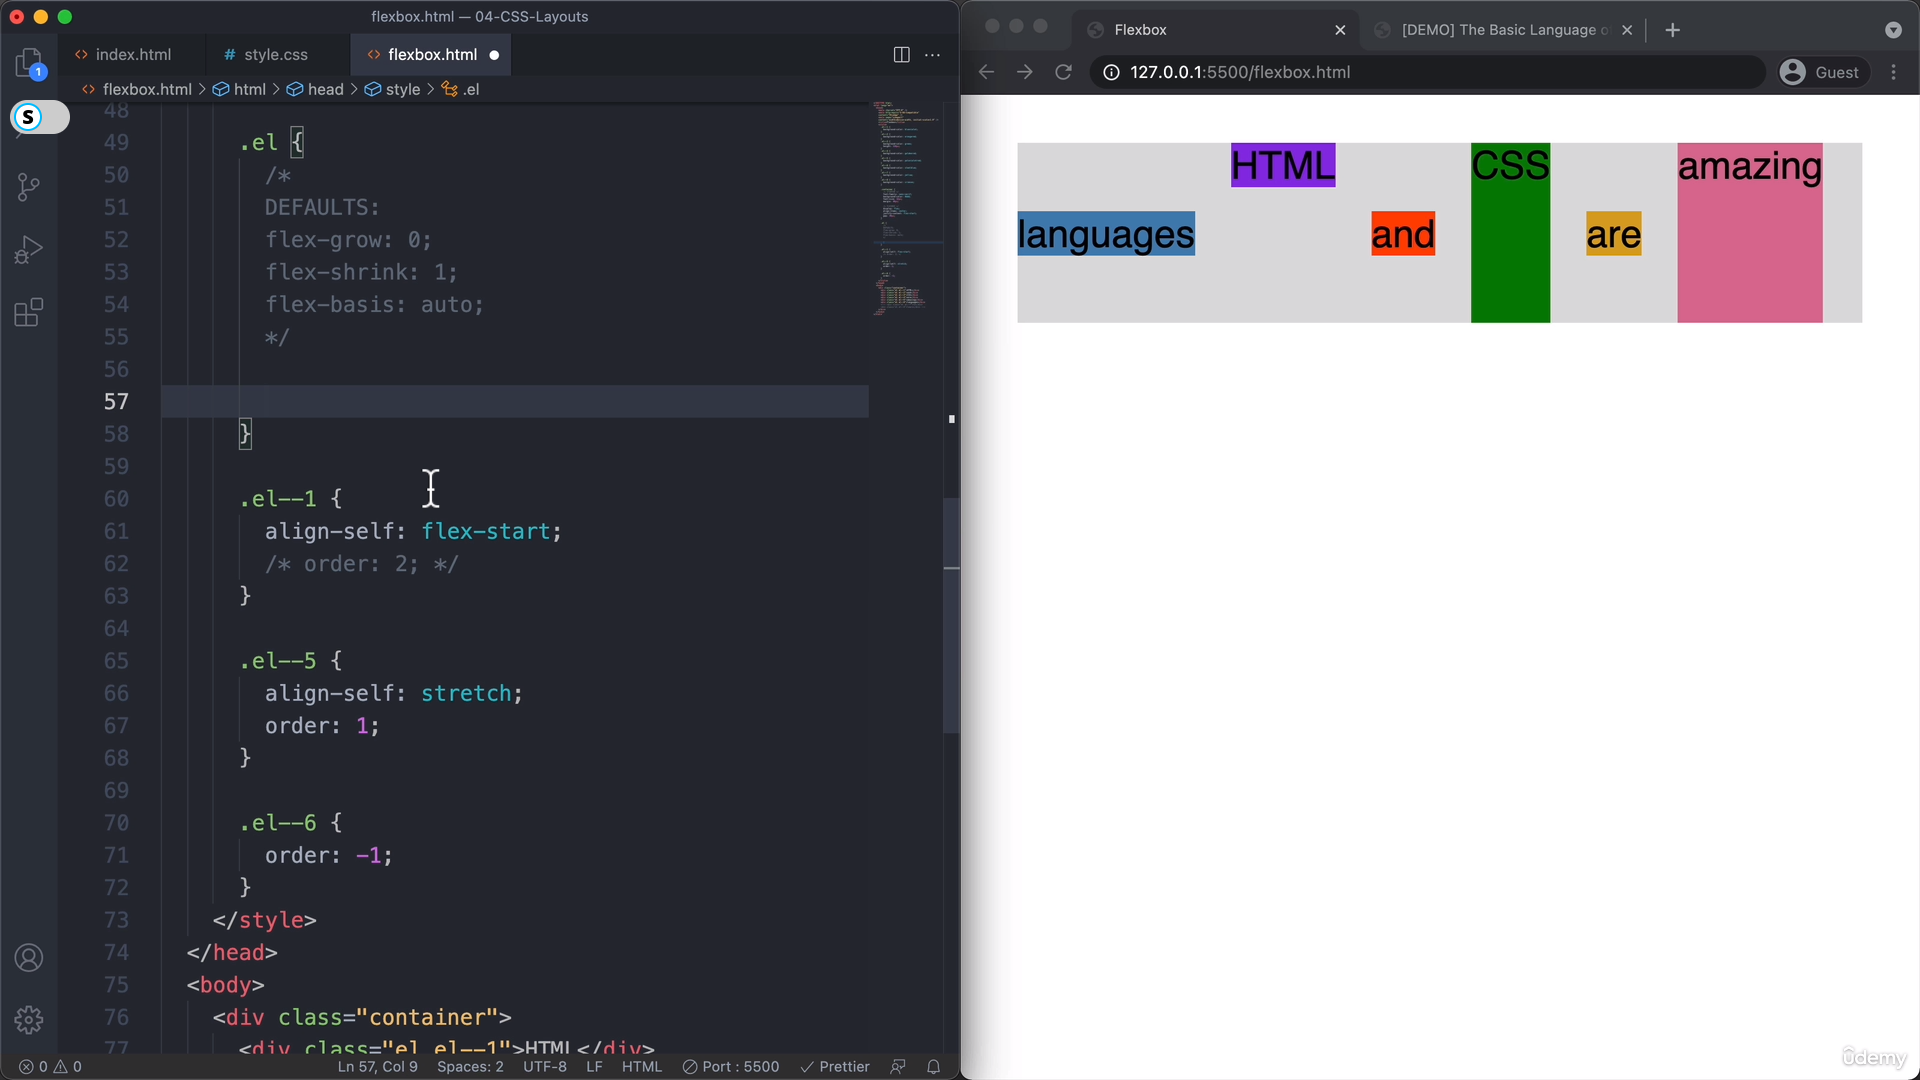 flexbox.html — 04-CSS-Layouts
index.html
# style.css
flexbox.html
flexbox.html > html > head > style > .el
1
S
48
49 .el {
50 /*
51 DEFAULTS:
52 flex-grow: 0;
53 flex-shrink: 1;
54 flex-basis: auto;
55 */
56
57
58 }
59
60 .el--1 {
61 align-self: flex-start;
62 /* order: 2; */
63 }
64
65 .el--5 {
66 align-self: stretch;
67 order: 1;
68 }
69
70 .el--6 {
71 order: -1;
72 }
73 </style>
74 </head>
75 <body>
76 <div class="container">
77 <div class="el el--1">HTML</div>
0 0
Ln 57, Col 9
Spaces: 2
UTF-8
LF
HTML
Port : 5500
Prettier
Flexbox
[DEMO] The Basic Language o
127.0.0.1:5500/flexbox.html
Guest
HTML
CSS
amazing
languages
and
are
ûdemy